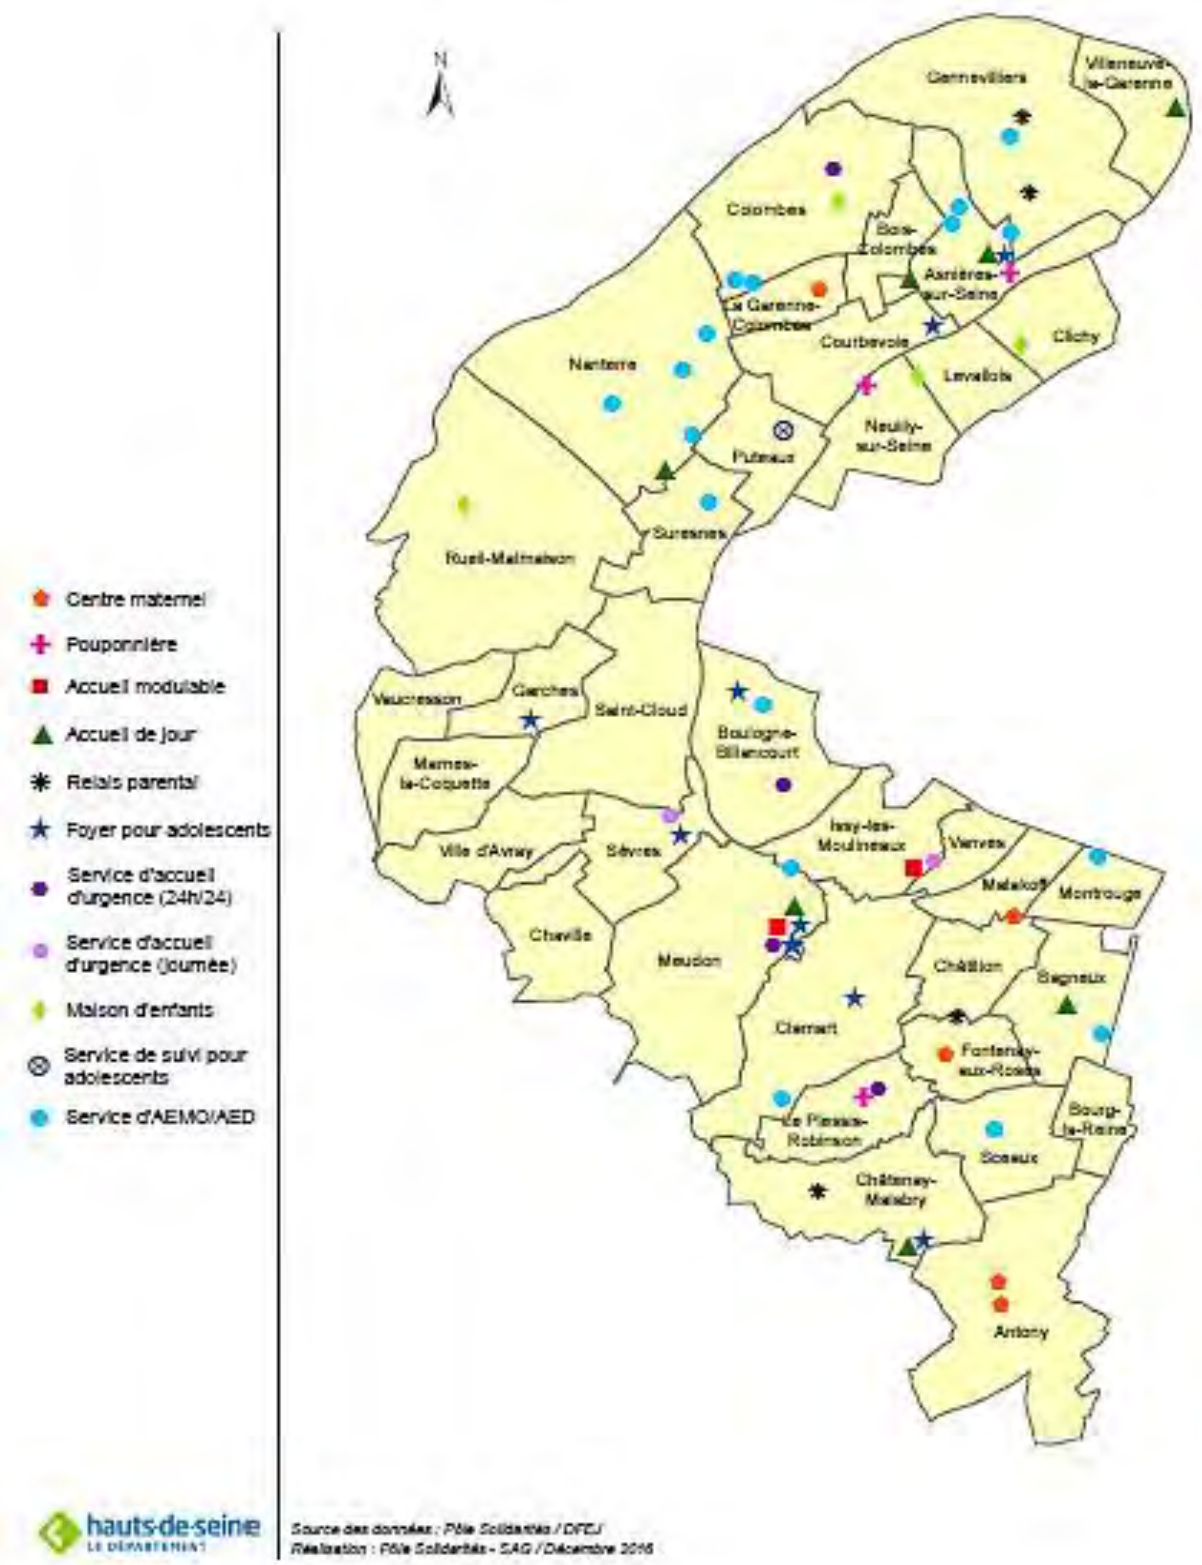 N
Gennevilliers
Villeneuve-
la-Garenne
Colombes
Bois-
Colombes
Asnières-
sur-Seine
La Garenne-
Colombes
Courbevoie
Clichy
Nanterre
Levallois
Neuilly-
sur-Seine
Puteaux
Suresnes
Rueil-Malmaison
Vaucresson
Garches
Saint-Cloud
Boulogne-
Billancourt
Marnes-
la-Coquette
Ville d'Avray
Sèvres
Issy-les-
Moulineaux
Vanves
Malakoff
Montrouge
Chaville
Meudon
Châtillon
Bagneux
Clamart
Fontenay-
aux-Roses
Le Plessis-
Robinson
Bourg-
la-Reine
Sceaux
Châtenay-
Malabry
Antony
Centre maternel
Pouponnière
Accueil modulable
Accueil de jour
Relais parental
Foyer pour adolescents
Service d'accueil
d'urgence (24h/24)
Service d'accueil
d'urgence (journée)
Maison d'enfants
Service de suivi pour
adolescents
Service d'AEMO/AED
hauts-de-seine
LE DÉPARTEMENT
Source des données : Pôle Solidarités / DFEJ
Réalisation : Pôle Solidarités - SAG / Décembre 2016